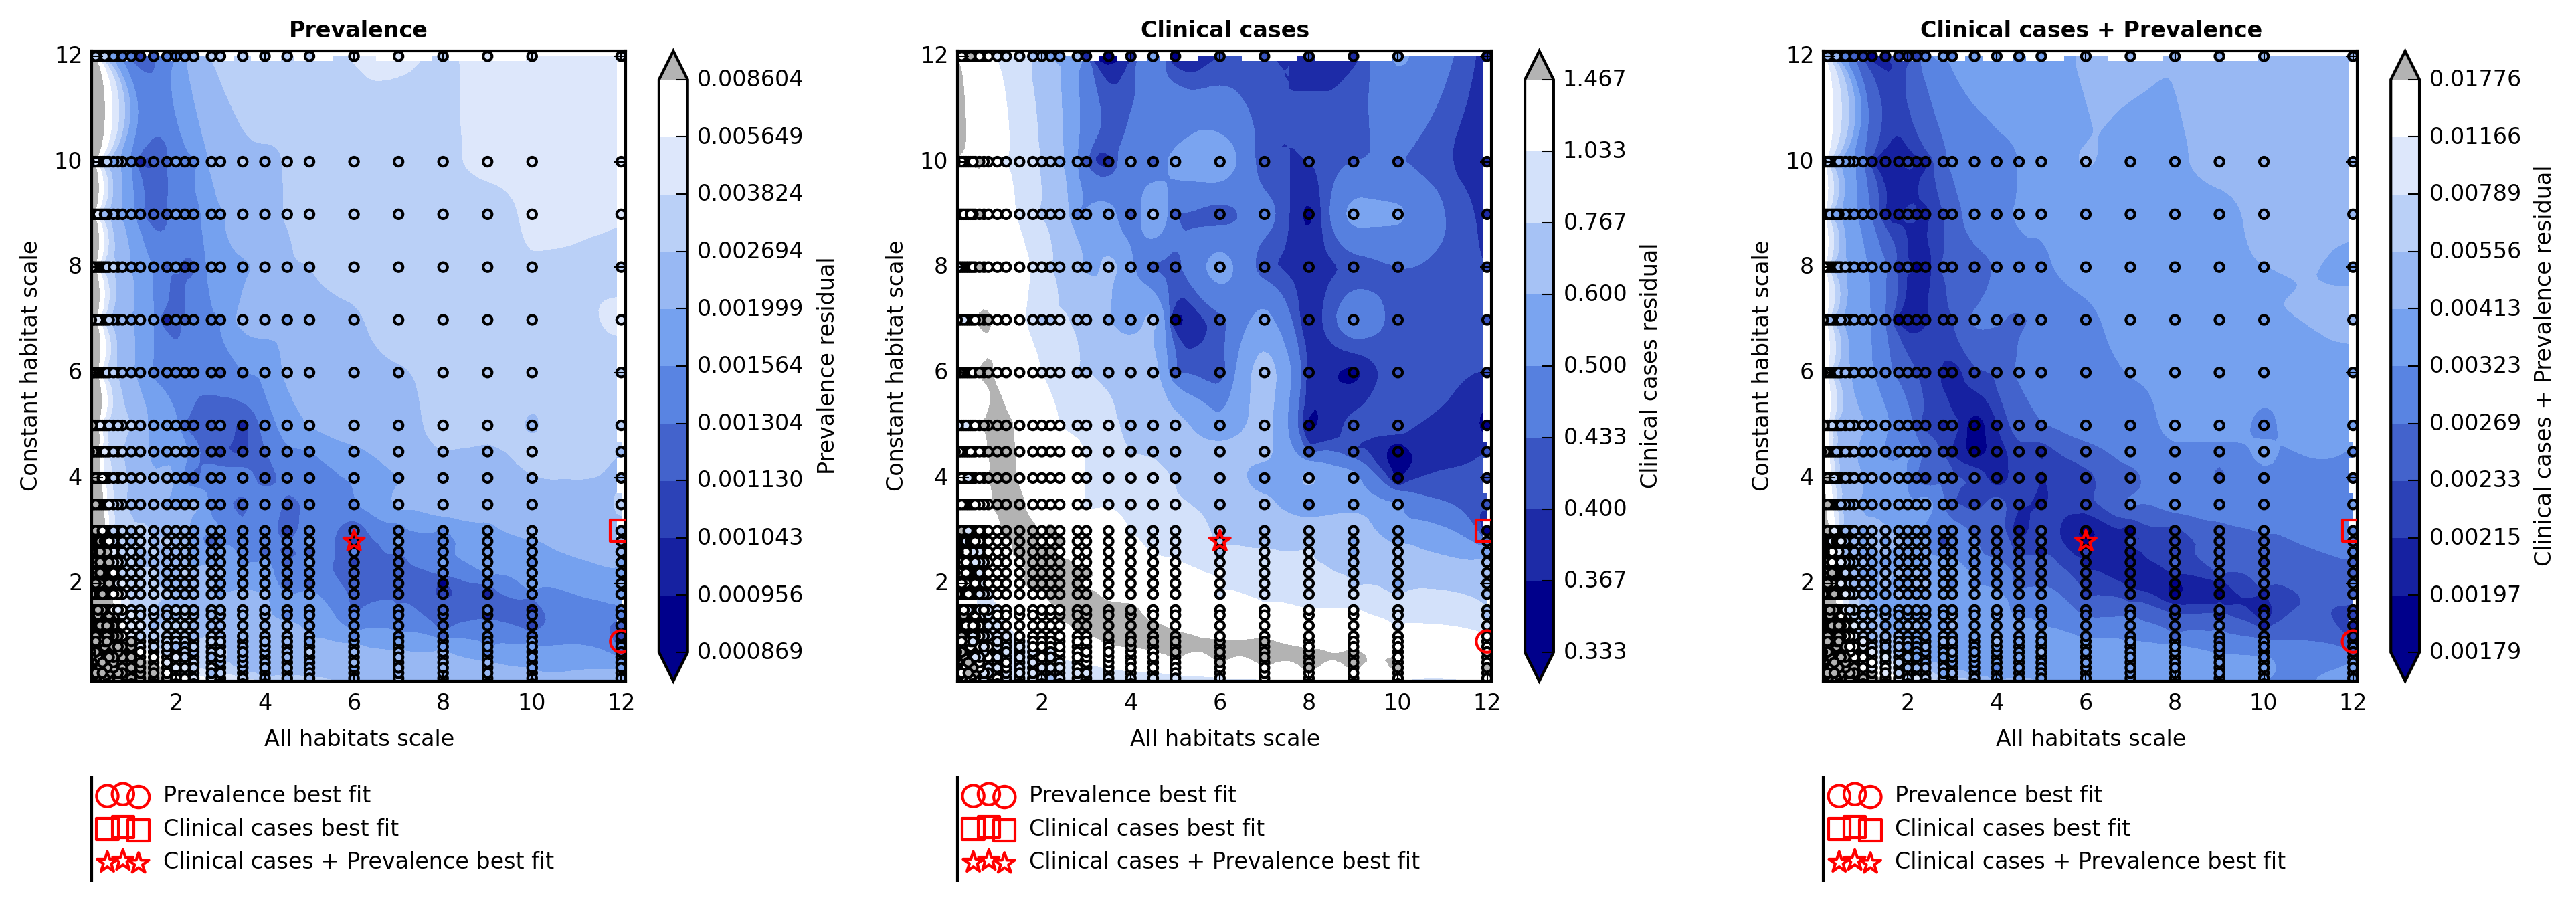 Prevalence
Constant habitat scale
12
10
8
6
4
2
2 4 6 8 10 12
All habitats scale
0.008604
0.005649
0.003824
0.002694
0.001999
0.001564
0.001304
0.001130
0.001043
0.000956
0.000869
Prevalence residual
Prevalence best fit
Clinical cases best fit
Clinical cases + Prevalence best fit
Clinical cases
Constant habitat scale
12
10
8
6
4
2
2 4 6 8 10 12
All habitats scale
1.467
1.033
0.767
0.600
0.500
0.433
0.400
0.367
0.333
Clinical cases residual
Prevalence best fit
Clinical cases best fit
Clinical cases + Prevalence best fit
Clinical cases + Prevalence
Constant habitat scale
12
10
8
6
4
2
2 4 6 8 10 12
All habitats scale
0.01776
0.01166
0.00789
0.00556
0.00413
0.00323
0.00269
0.00233
0.00215
0.00197
0.00179
Clinical cases + Prevalence residual
Prevalence best fit
Clinical cases best fit
Clinical cases + Prevalence best fit